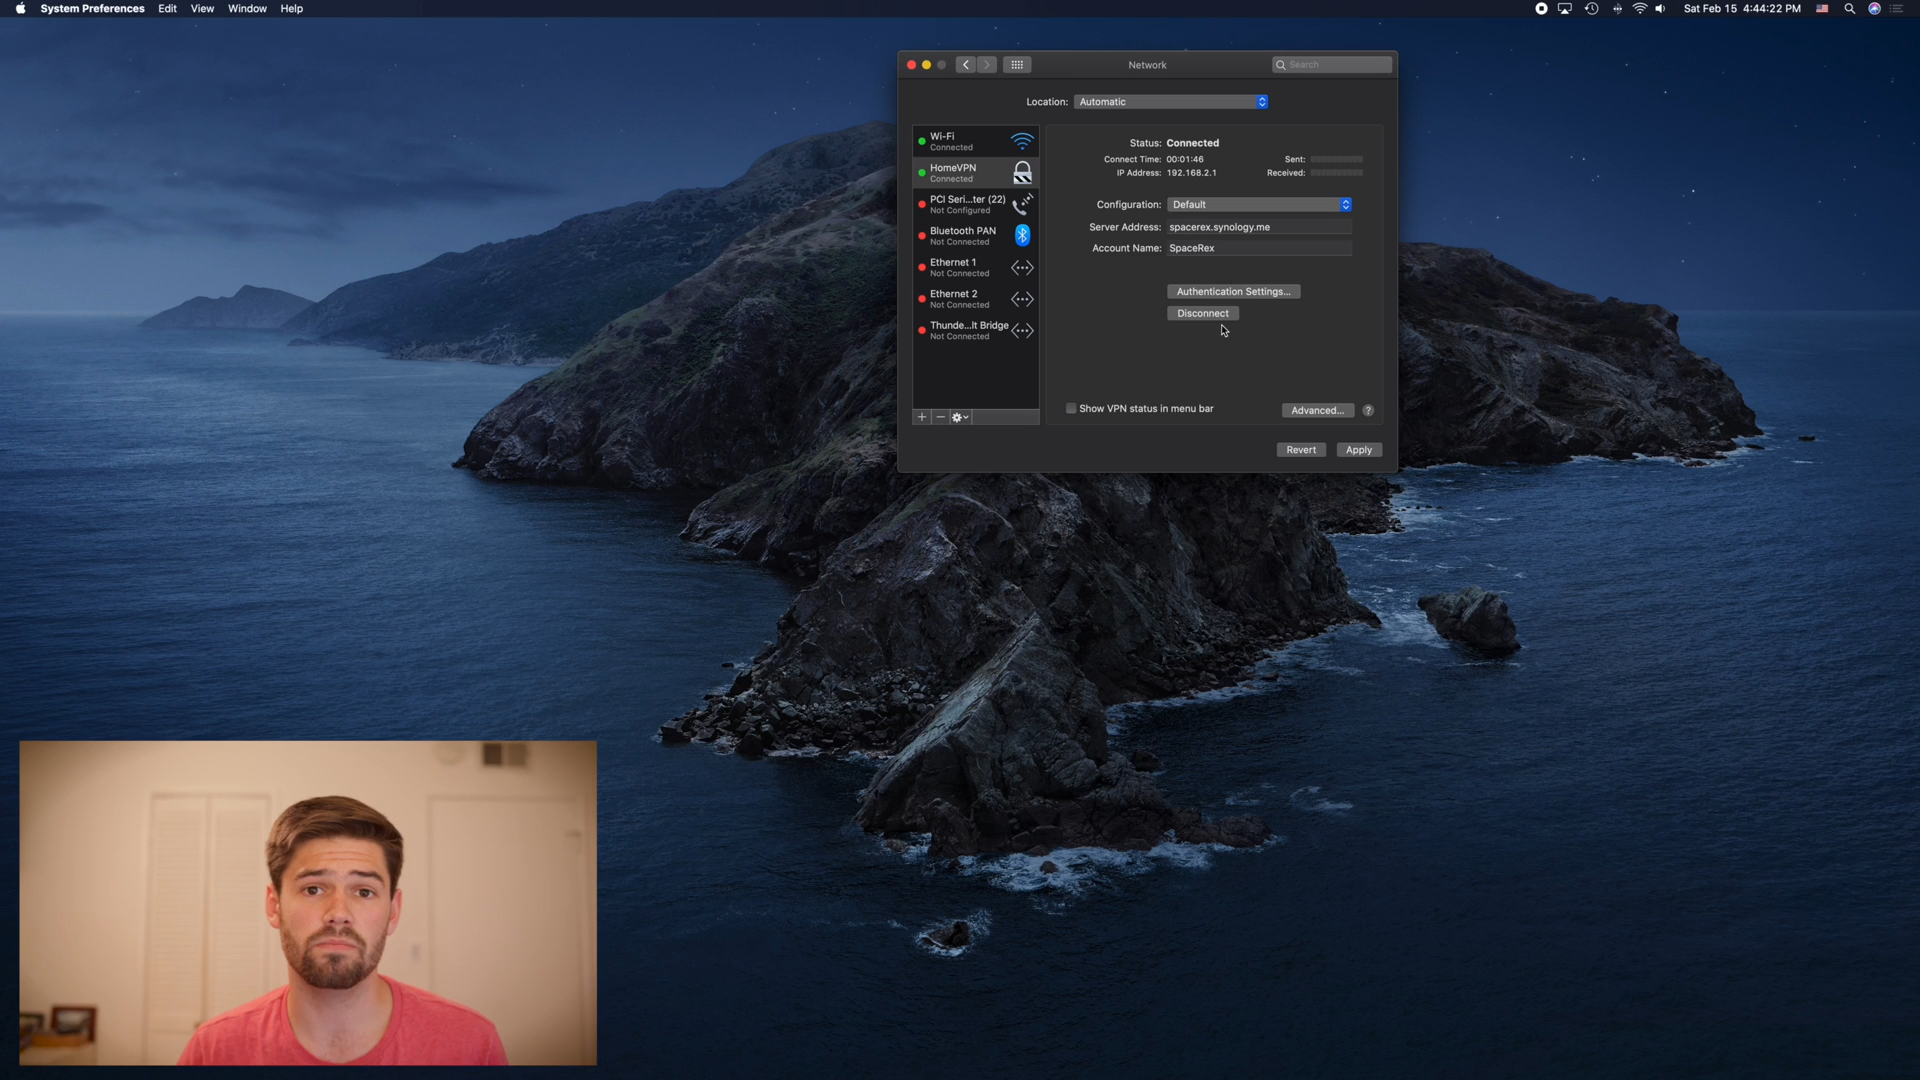 System Preferences Edit View Window Help
Sat Feb 15 4:44:22 PM
Network
Search
Location: Automatic
Wi-Fi
Connected
HomeVPN
Connected
PCI Seri...ter (22)
Not Configured
Bluetooth PAN
Not Connected
Ethernet 1
Not Connected
Ethernet 2
Not Connected
Thunde...lt Bridge
Not Connected
Status: Connected
Connect Time: 00:01:46 Sent:
IP Address: 192.168.2.1 Received:
Configuration: Default
Server Address: spacerex.synology.me
Account Name: SpaceRex
Authentication Settings...
Disconnect
Show VPN status in menu bar
Advanced... ?
Revert Apply